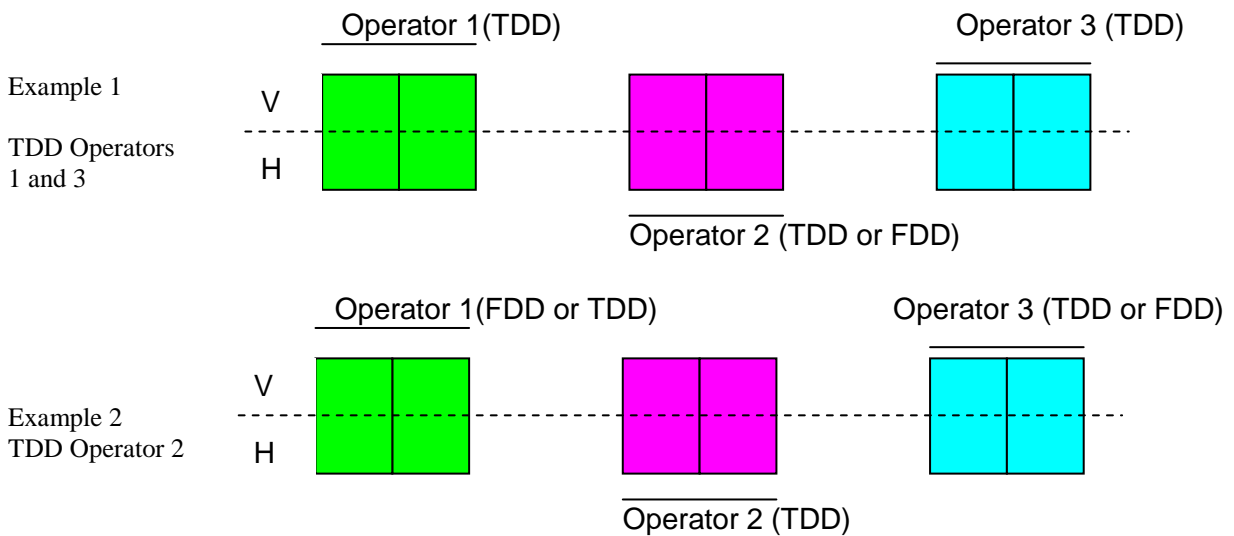 Operator 1(TDD)
Operator 3 (TDD)
Example 1
V
TDD Operators
1 and 3
H
Operator 2 (TDD or FDD)
Operator 1(FDD or TDD)
Operator 3 (TDD or FDD)
V
Example 2
TDD Operator 2
H
Operator 2 (TDD)